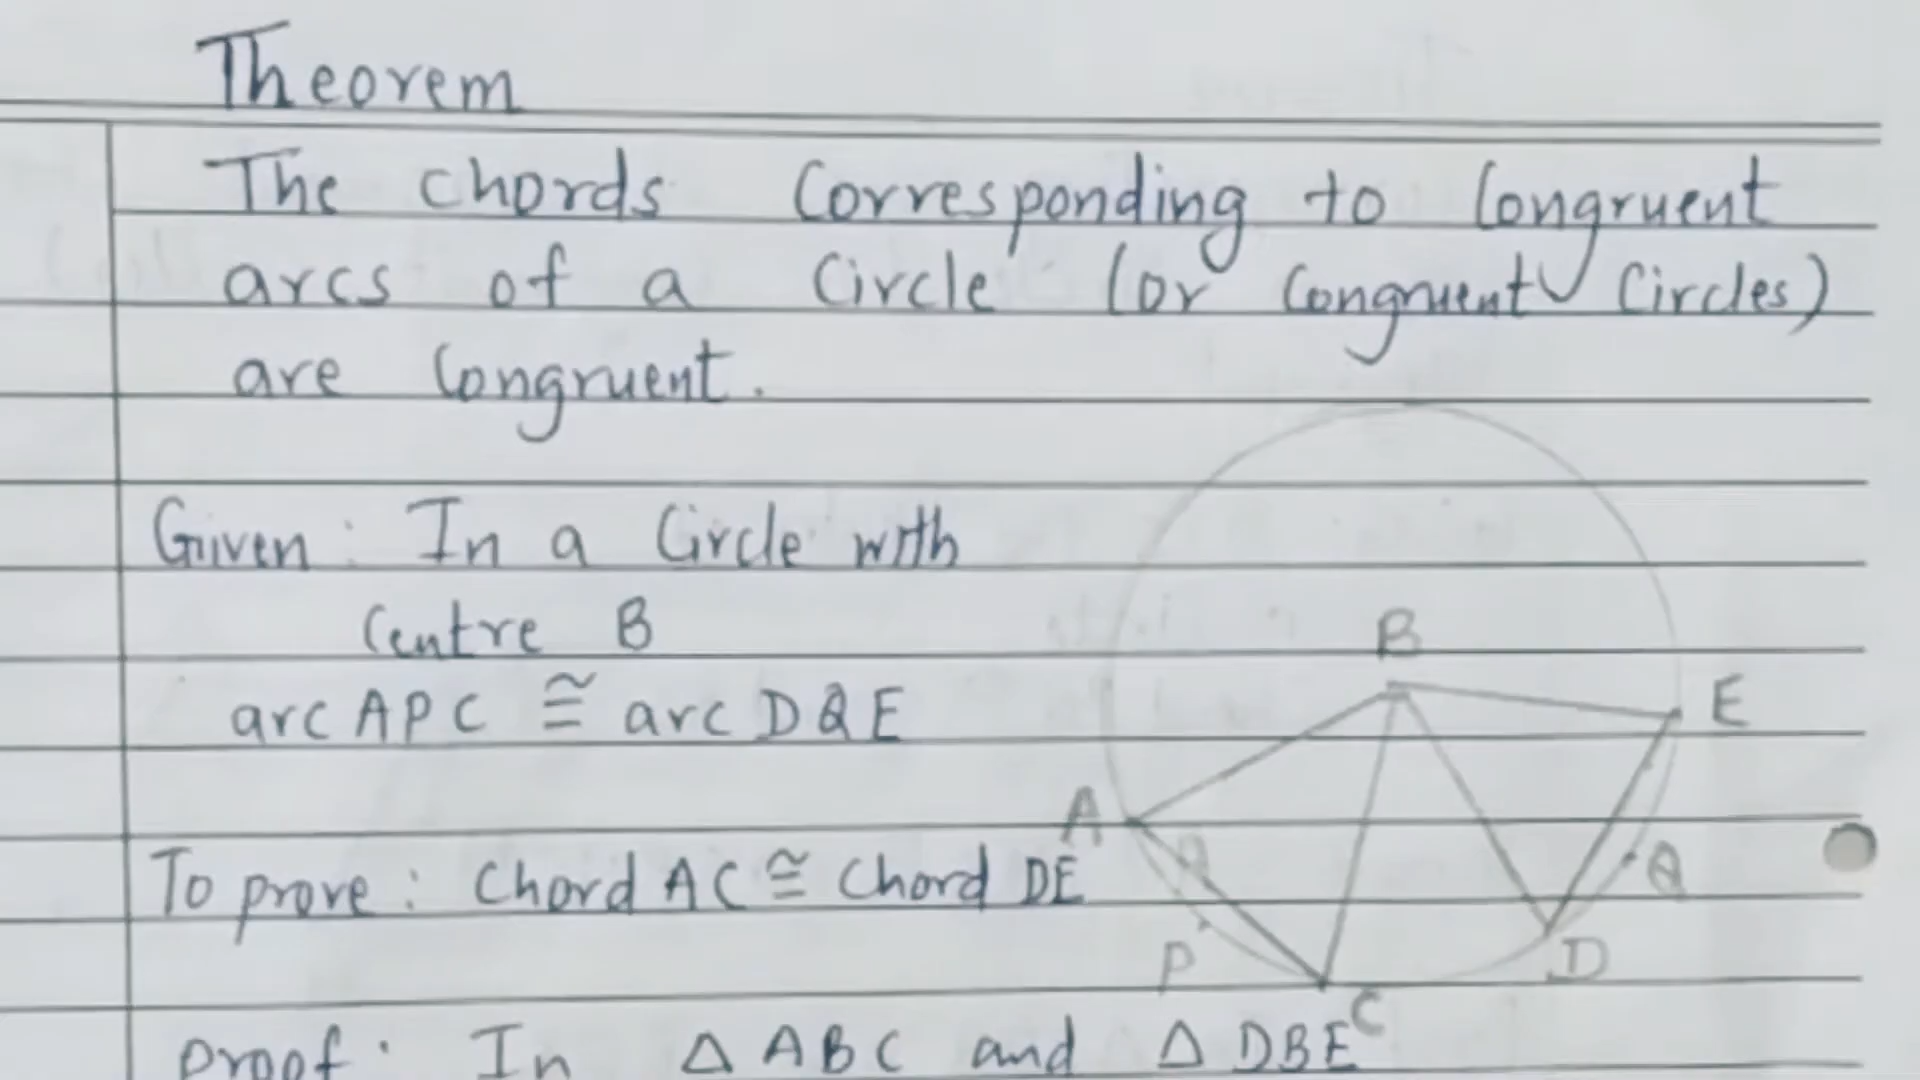 Theorem
The chords Corresponding to Congruent
arcs of a Circle (or Congruent Circles)
are Congruent.
Given: In a Circle with
Centre B
arc APC ≅ arc DQE
B
E
A
To prove: Chord AC ≅ Chord DE
Q
P
D
C
proof: In △ ABC and △ DBE